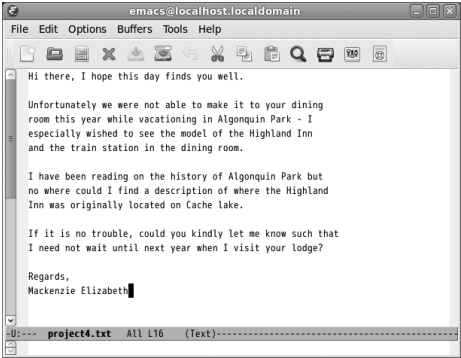 emacs@localhost.localdomain
File Edit Options Buffers Tools Help
Hi there, I hope this day finds you well.
Unfortunately we were not able to make it to your dining
room this year while vacationing in Algonquin Park - I
especially wished to see the model of the Highland Inn
and the train station in the dining room.
I have been reading on the history of Algonquin Park but
no where could I find a description of where the Highland
Inn was originally located on Cache lake.
If it is no trouble, could you kindly let me know such that
I need not wait until next year when I visit your lodge?
Regards,
Mackenzie Elizabeth
-U:--- project4.txt All L16 (Text)--------------------------------------------